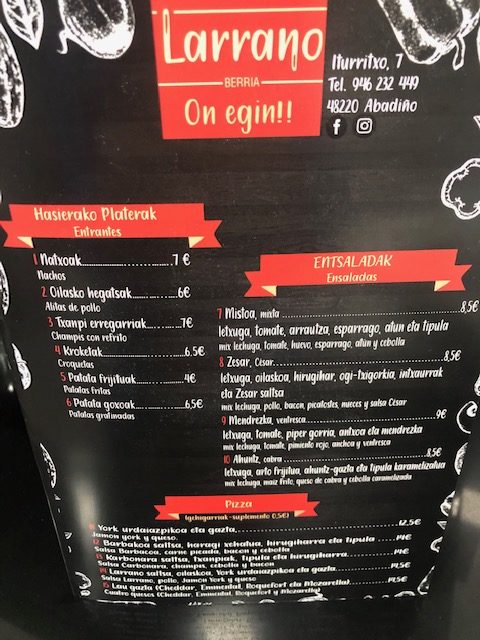 Larrano
BERRIA
On egin!!
Iturritxo, 7
Tel. 946 232 449
48220 Abadiño
Hasierako Platerak
Entrantes
1 Natxoak.......................7 €
Nachos
2 Oilasko hegatsak............6€
Alitas de pollo
3 Txanpi erregarriak..........7€
Champis con refrito
4 Kroketak.....................6,5€
Croquetas
5 Patata frijituak..............4€
Patatas fritas
6 Patata goxoak..............6,5€
Patatas gratinadas
ENTSALADAK
Ensaladas
7 Mistoa, mixta ..............................8,5€
letxuga, tomate, arrautza, esparrago, atun eta tipula
mix lechuga, tomate, huevo, esparrago, atún y cebolla
8 Zesar, César..............................8,5€
letxuga, oilaskoa, hirugihar, ogi-txigorkia, intxaurrak
eta Zesar saltsa
mix lechuga, pollo, bacon, picatostes, nueces y salsa César
9 Mendrezka, ventresca..............................9€
letxuga, tomate, piper gorria, antxoa eta mendrezka
mix lechuga, tomate, pimiento rojo, anchoa y ventresca
10 Ahuntz, cabra ..............................8,5€
letxuga, arto frijitua, ahuntz-gazta eta tipula karamelizatua
mix lechuga, maiz frito, queso de cabra y cebolla caramelizada
Pizza
(gehigarriak-suplemento 0,5€)
York urdaiazpikoa eta gazta..............................12,5€
Jamón york y queso
12 Barbakoa saltsa, haragi xehatua, hirugiharra eta tipula ......14€
Salsa Barbacoa, carne picada, bacon y cebolla
13 Karbonara saltsa, txanpiak, tipula eta hirugiharra..............14€
Salsa Carbonara, champis, cebolla y bacon
14 Larrano saltsa, oilaskoa, York urdaiazpikoa eta gazta..........14,5€
Salsa Larrano, pollo, Jamón York y queso
15 Lau gazta (Cheddar, Emmental, Roquefort eta Mozarella)..........14,5€
Cuatro quesos (Cheddar, Emmental, Roquefort y Mozarella)